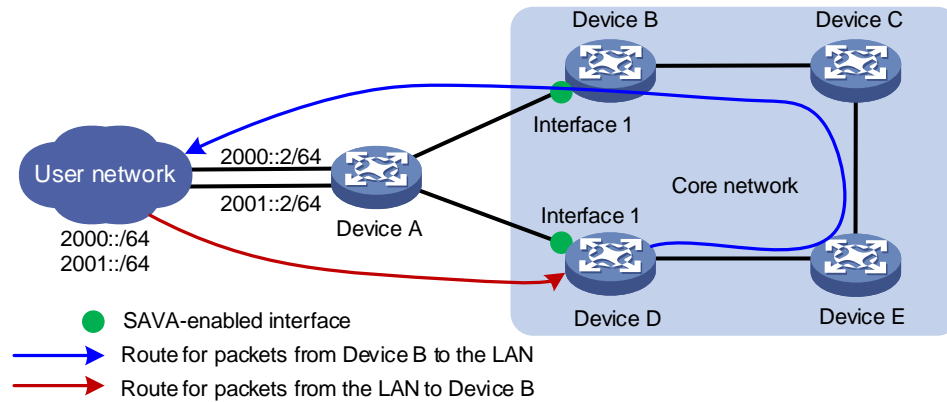 Device B
Device C
Interface 1
2000::2/64
User network
Core network
2001::2/64
Interface 1
Device A
2000::/64
2001::/64
Device D
Device E
SAVA-enabled interface
Route for packets from Device B to the LAN
Route for packets from the LAN to Device B